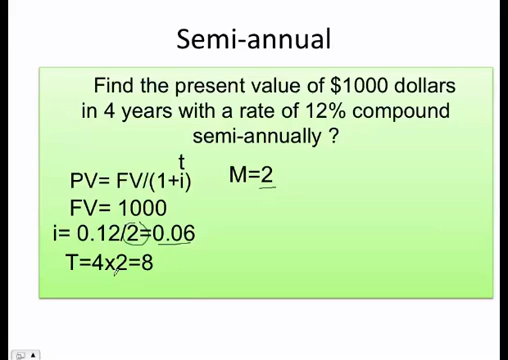 Semi-annual
Find the present value of $1000 dollars
in 4 years with a rate of 12% compound
semi-annually ?
t
PV= FV/(1+i)
M=2
FV= 1000
i= 0.12/2=0.06
T=4x2=8